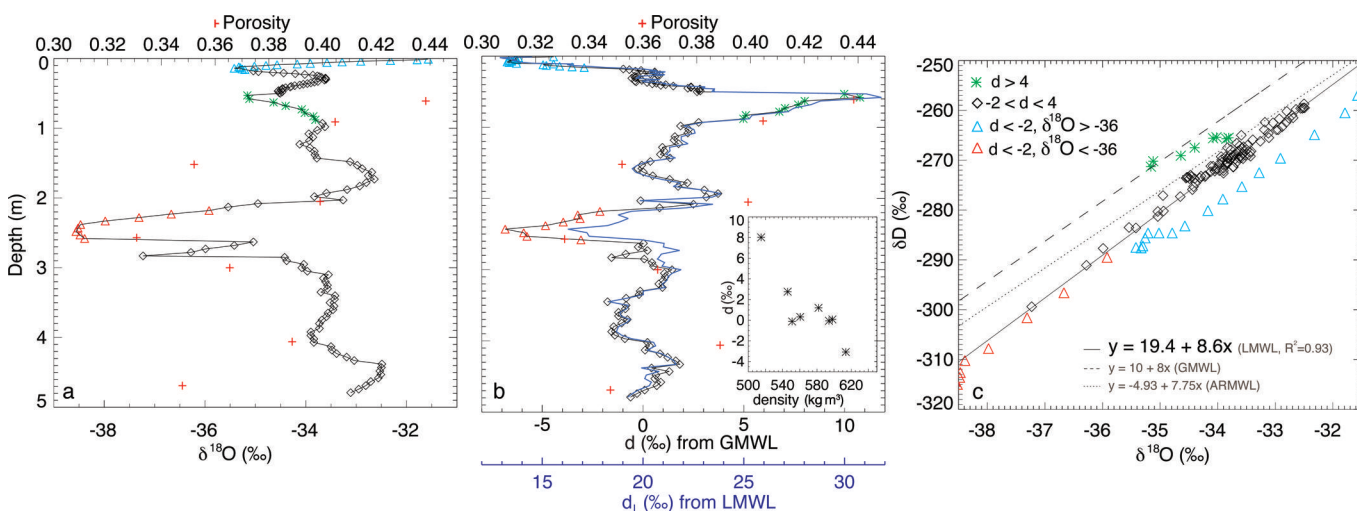 Porosity
0.30 0.32 0.34 0.36 0.38 0.40 0.42 0.44
0
1
2
3
4
5
Depth (m)
a
-38 -36 -34 -32
δ18O (‰)
Porosity
0.30 0.32 0.34 0.36 0.38 0.40 0.42 0.44
b
-5 0 5 10
d (‰) from GMWL
15 20 25 30
dL (‰) from LMWL
10
8
6
4
2
0
-2
-4
d (‰)
500 540 580 620
density (kg m³)
-250
-260
-270
-280
-290
-300
-310
-320
δD (‰)
d > 4
-2 < d < 4
d < -2, δ18O > -36
d < -2, δ18O < -36
y = 19.4 + 8.6x (LMWL, R²=0.93)
y = 10 + 8x (GMWL)
y = -4.93 + 7.75x (ARMWL)
c
-38 -37 -36 -35 -34 -33 -32
δ18O (‰)